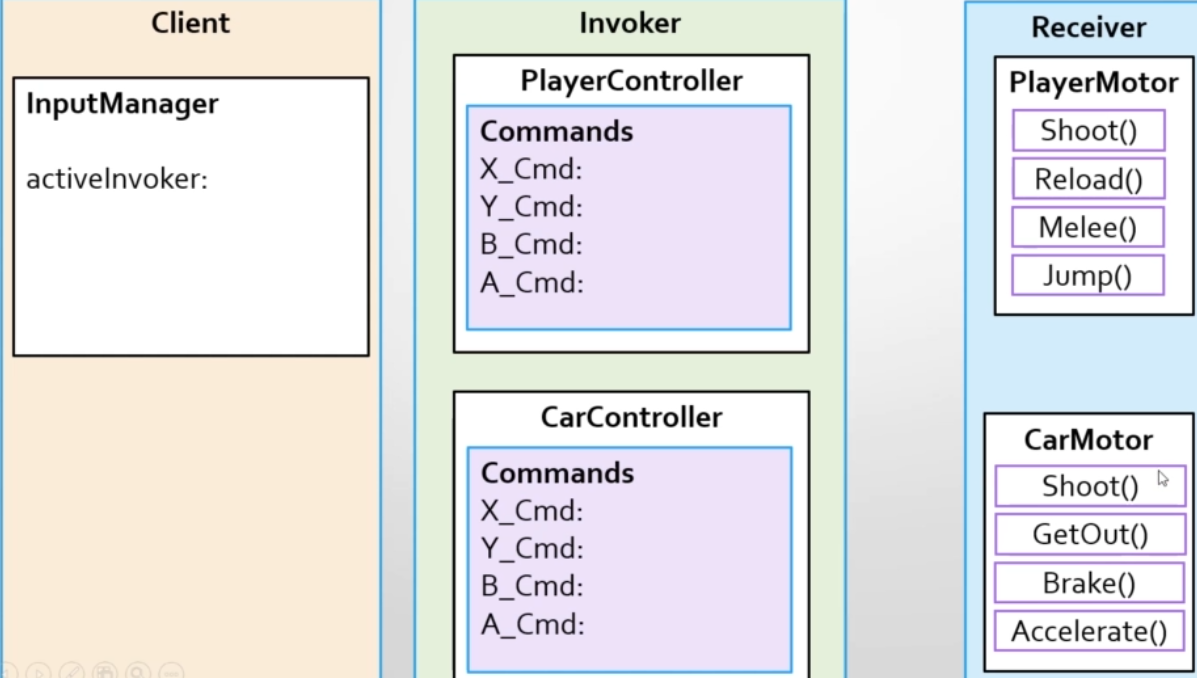 Client
InputManager
activeInvoker:
Invoker
PlayerController
Commands
X_Cmd:
Y_Cmd:
B_Cmd:
A_Cmd:
CarController
Commands
X_Cmd:
Y_Cmd:
B_Cmd:
A_Cmd:
Receiver
PlayerMotor
Shoot()
Reload()
Melee()
Jump()
CarMotor
Shoot()
GetOut()
Brake()
Accelerate()